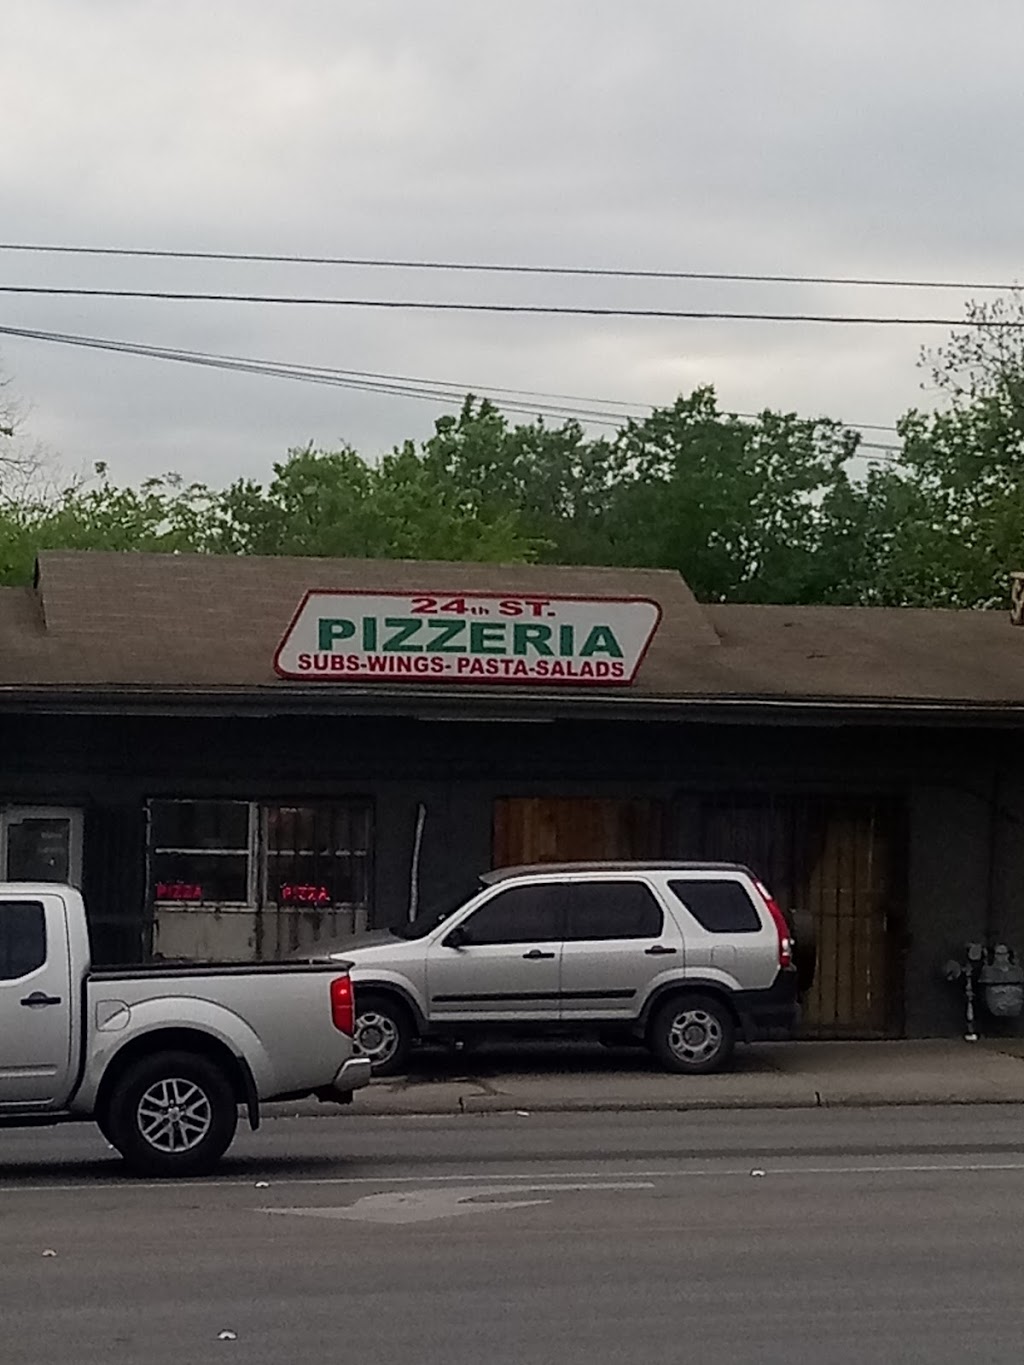 24th ST.
PIZZERIA
SUBS-WINGS- PASTA-SALADS
PIZZA PIZZA